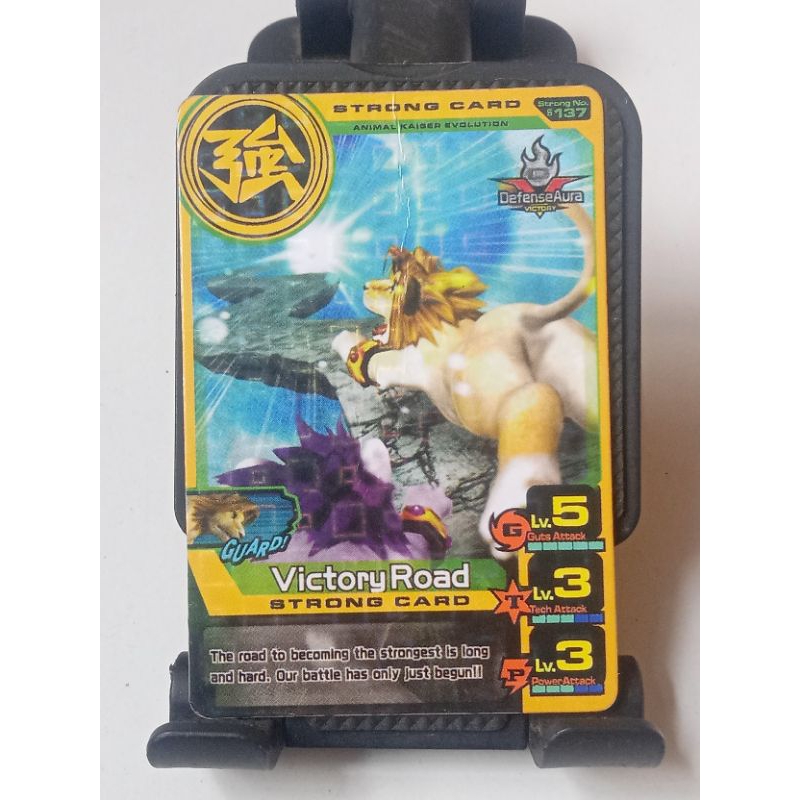 強
STRONG CARD
Strong No.
S 137
ANIMAL KAISER EVOLUTION
DefenseAura
VICTORY
GUARD!
G
Lv.5
Guts Attack
Victory Road
STRONG CARD
T
Lv.3
Tech Attack
The road to becoming the strongest is long
and hard. Our battle has only just begun!!
P
Lv.3
Power Attack